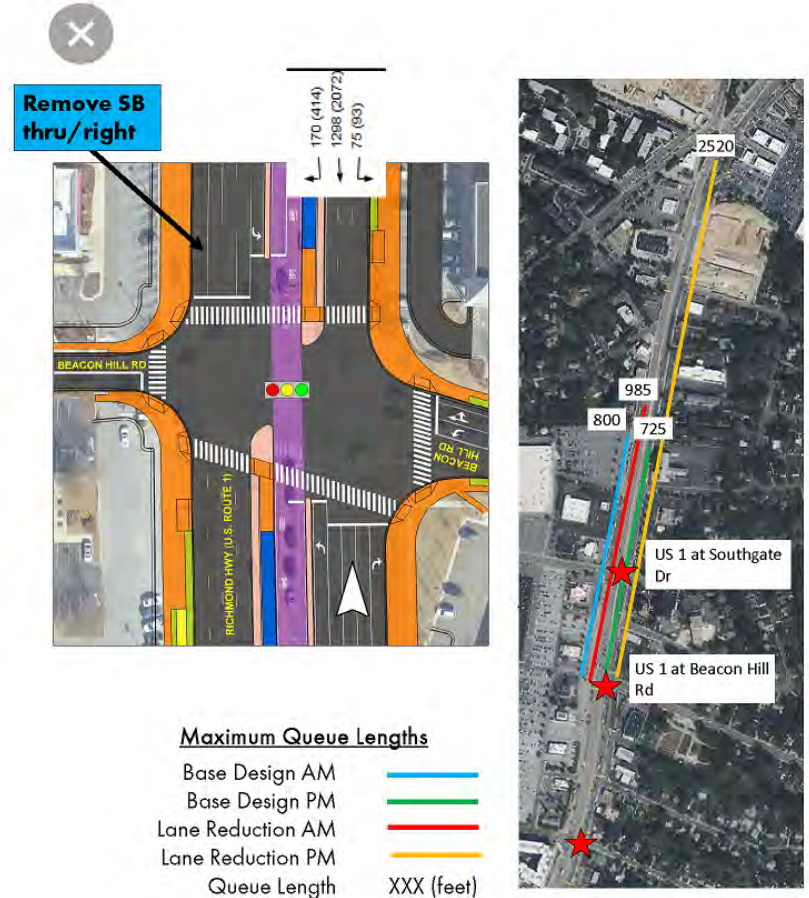 Remove SB
thru/right
170 (414)
1298 (2072)
75 (93)
BEACON HILL RD
BEACON
HILL RD
RICHMOND HWY (U.S. ROUTE 1)
2520
985
800
725
US 1 at Southgate
Dr
US 1 at Beacon Hill
Rd
Maximum Queue Lengths
Base Design AM
Base Design PM
Lane Reduction AM
Lane Reduction PM
Queue Length XXX (feet)